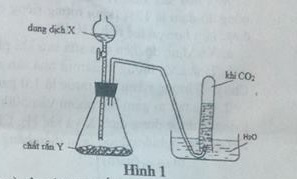 dung dịch X
khí CO₂
H₂O
chất rắn Y
Hình 1